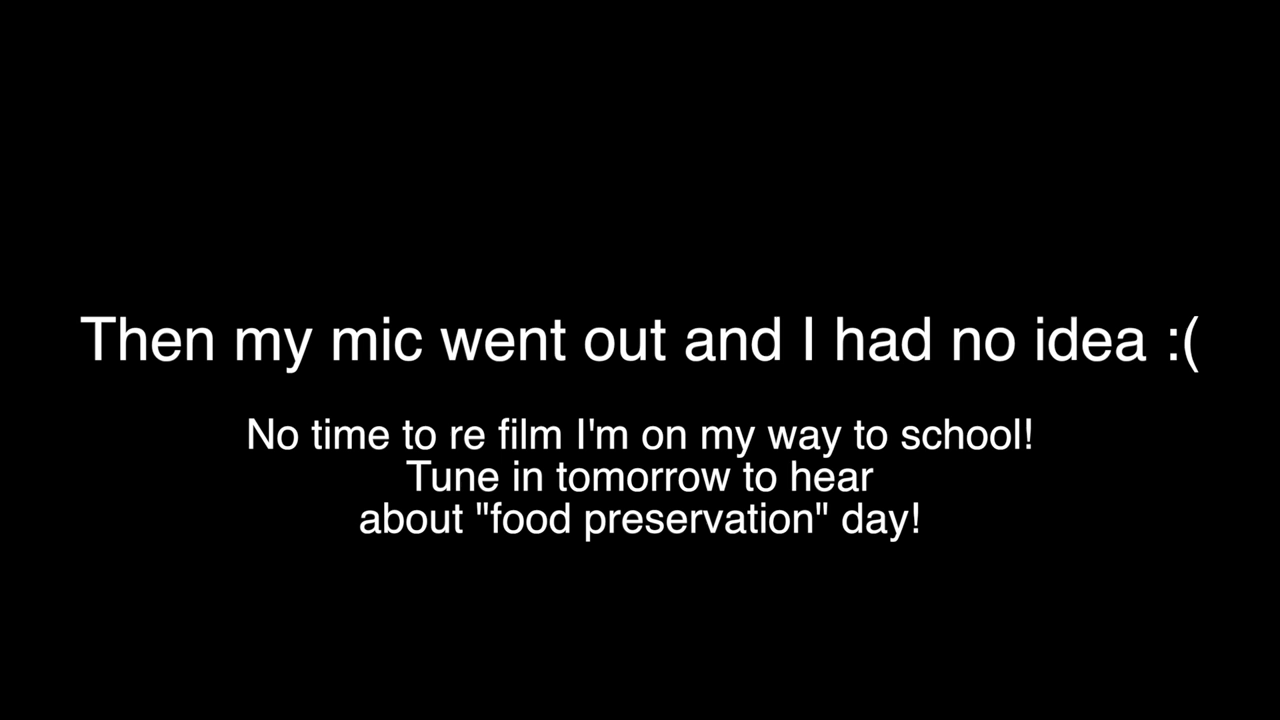 Then my mic went out and I had no idea :(
No time to re film I'm on my way to school!
Tune in tomorrow to hear
about "food preservation" day!